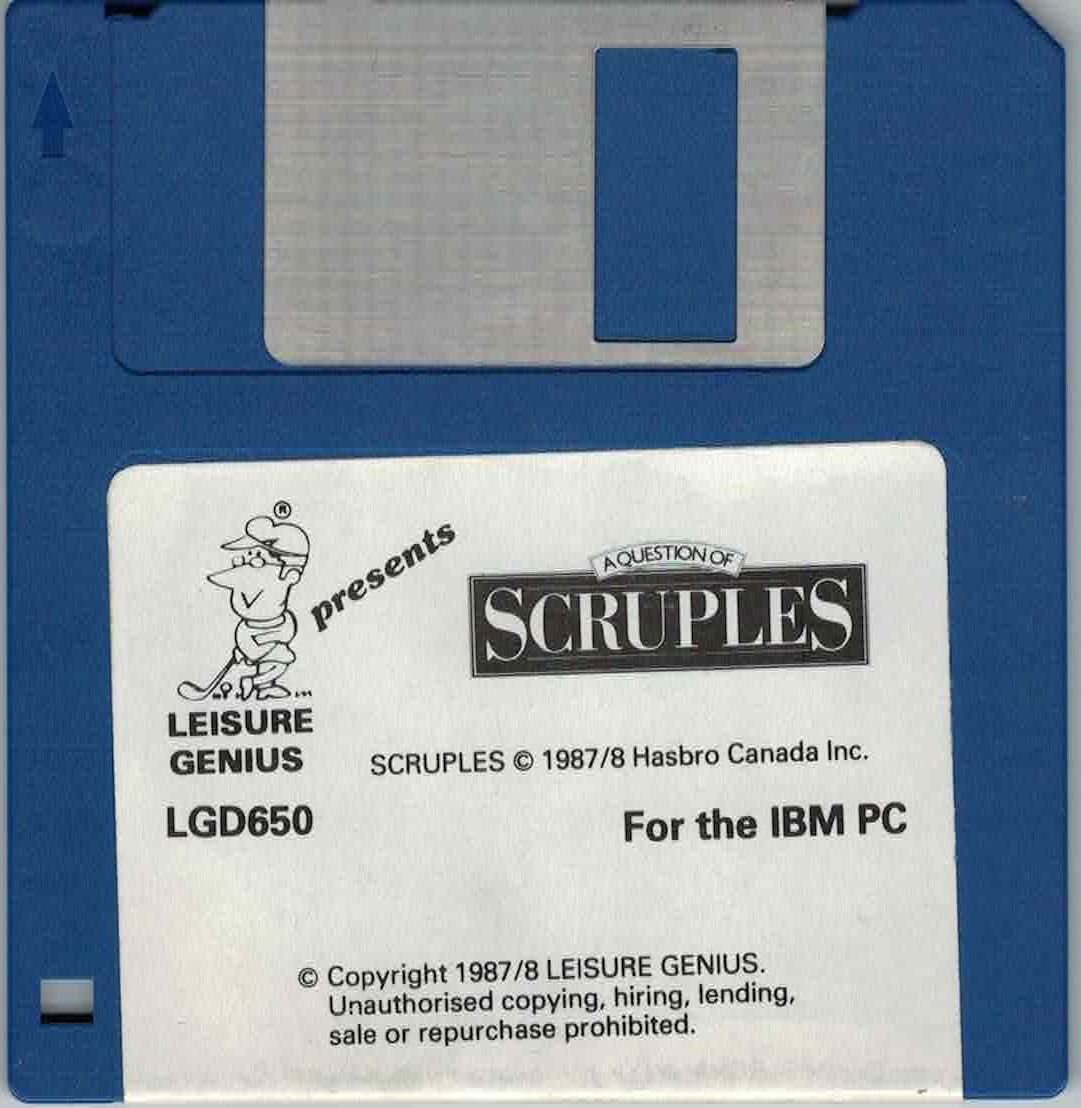 ®
presents
A QUESTION OF
SCRUPLES
LEISURE
GENIUS
SCRUPLES © 1987/8 Hasbro Canada Inc.
LGD650
For the IBM PC
© Copyright 1987/8 LEISURE GENIUS.
Unauthorised copying, hiring, lending,
sale or repurchase prohibited.